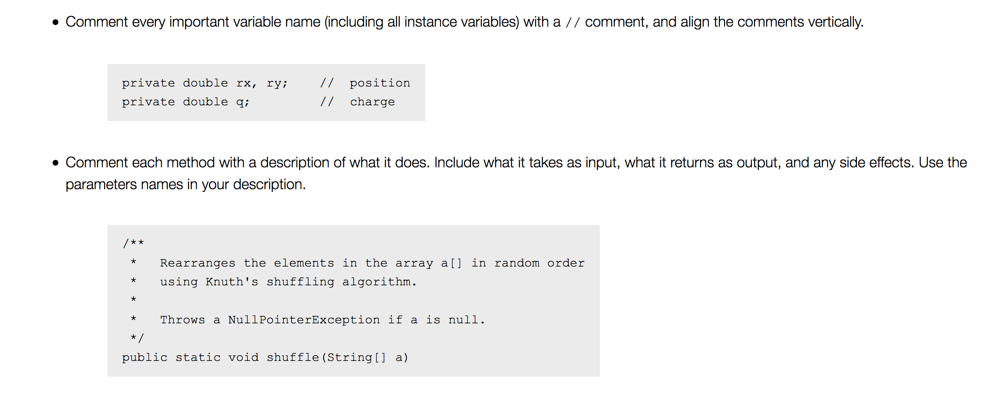 • Comment every important variable name (including all instance variables) with a // comment, and align the comments vertically.
private double rx, ry;    //  position
private double q;         //  charge
• Comment each method with a description of what it does. Include what it takes as input, what it returns as output, and any side effects. Use the
parameters names in your description.
/**
 *   Rearranges the elements in the array a[] in random order
 *   using Knuth's shuffling algorithm.
 *
 *   Throws a NullPointerException if a is null.
 */
public static void shuffle(String[] a)